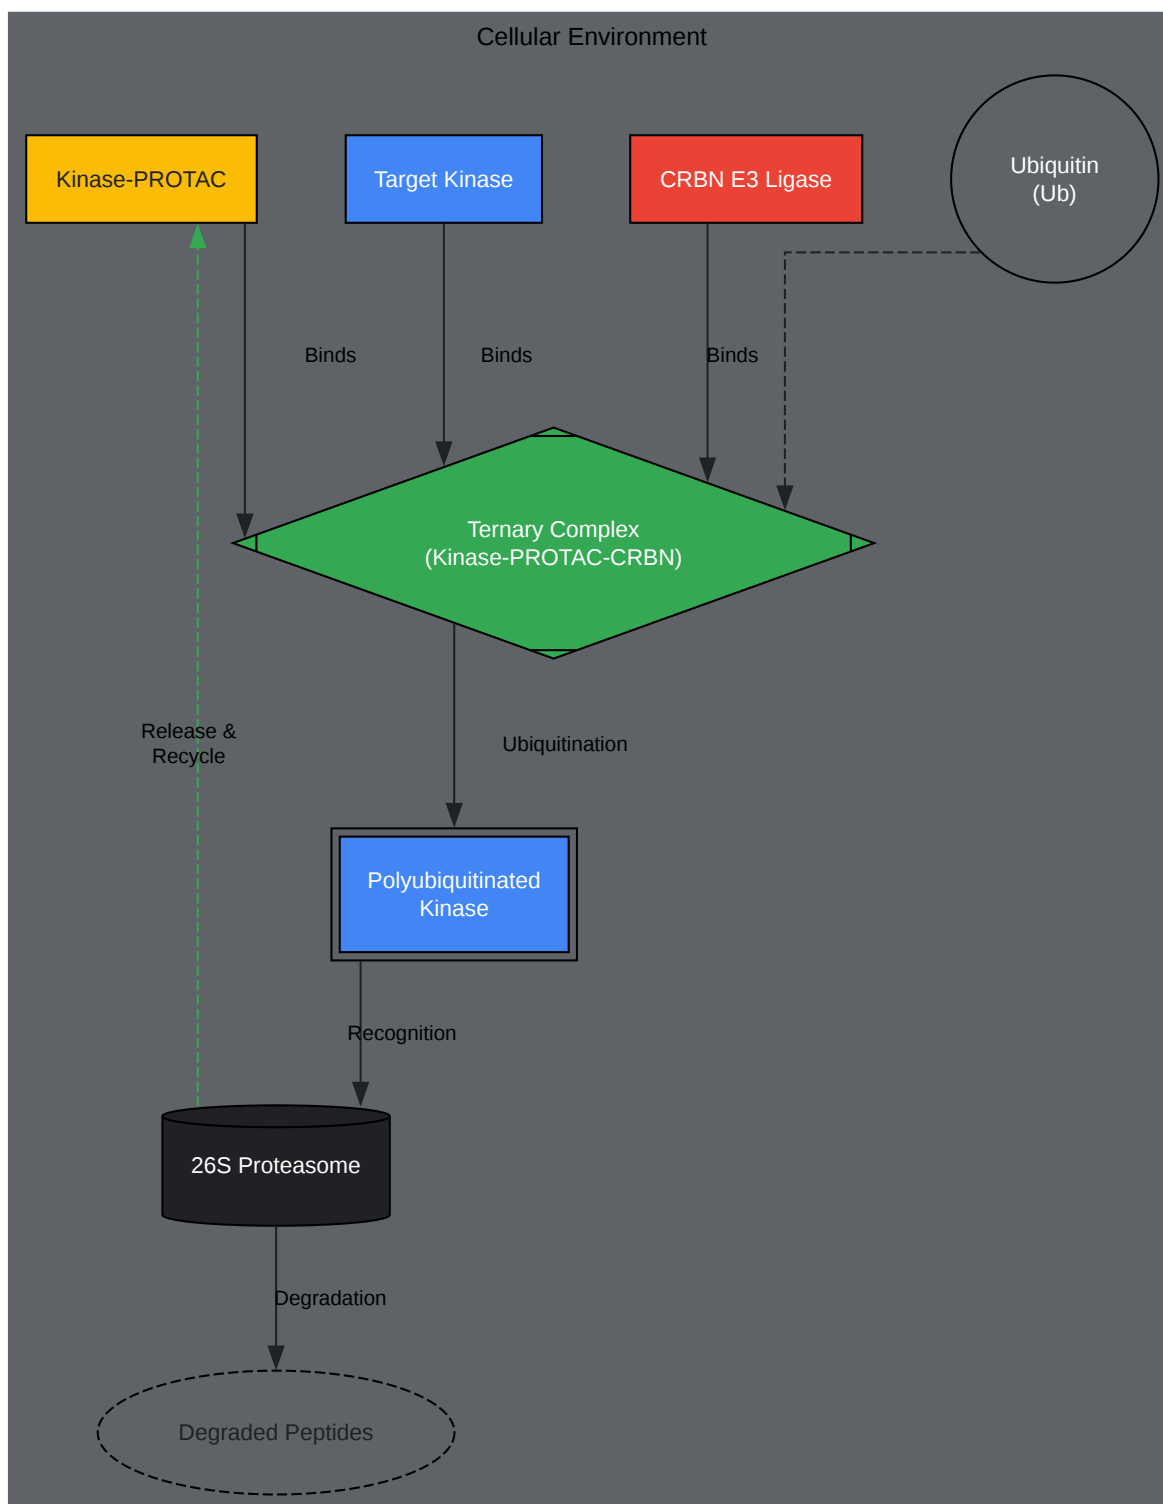 Cellular Environment
Kinase-PROTAC
Target Kinase
CRBN E3 Ligase
Ubiquitin
(Ub)
Binds
Binds
Binds
Ternary Complex
(Kinase-PROTAC-CRBN)
Release &
Recycle
Ubiquitination
Polyubiquitinated
Kinase
Recognition
26S Proteasome
Degradation
Degraded Peptides